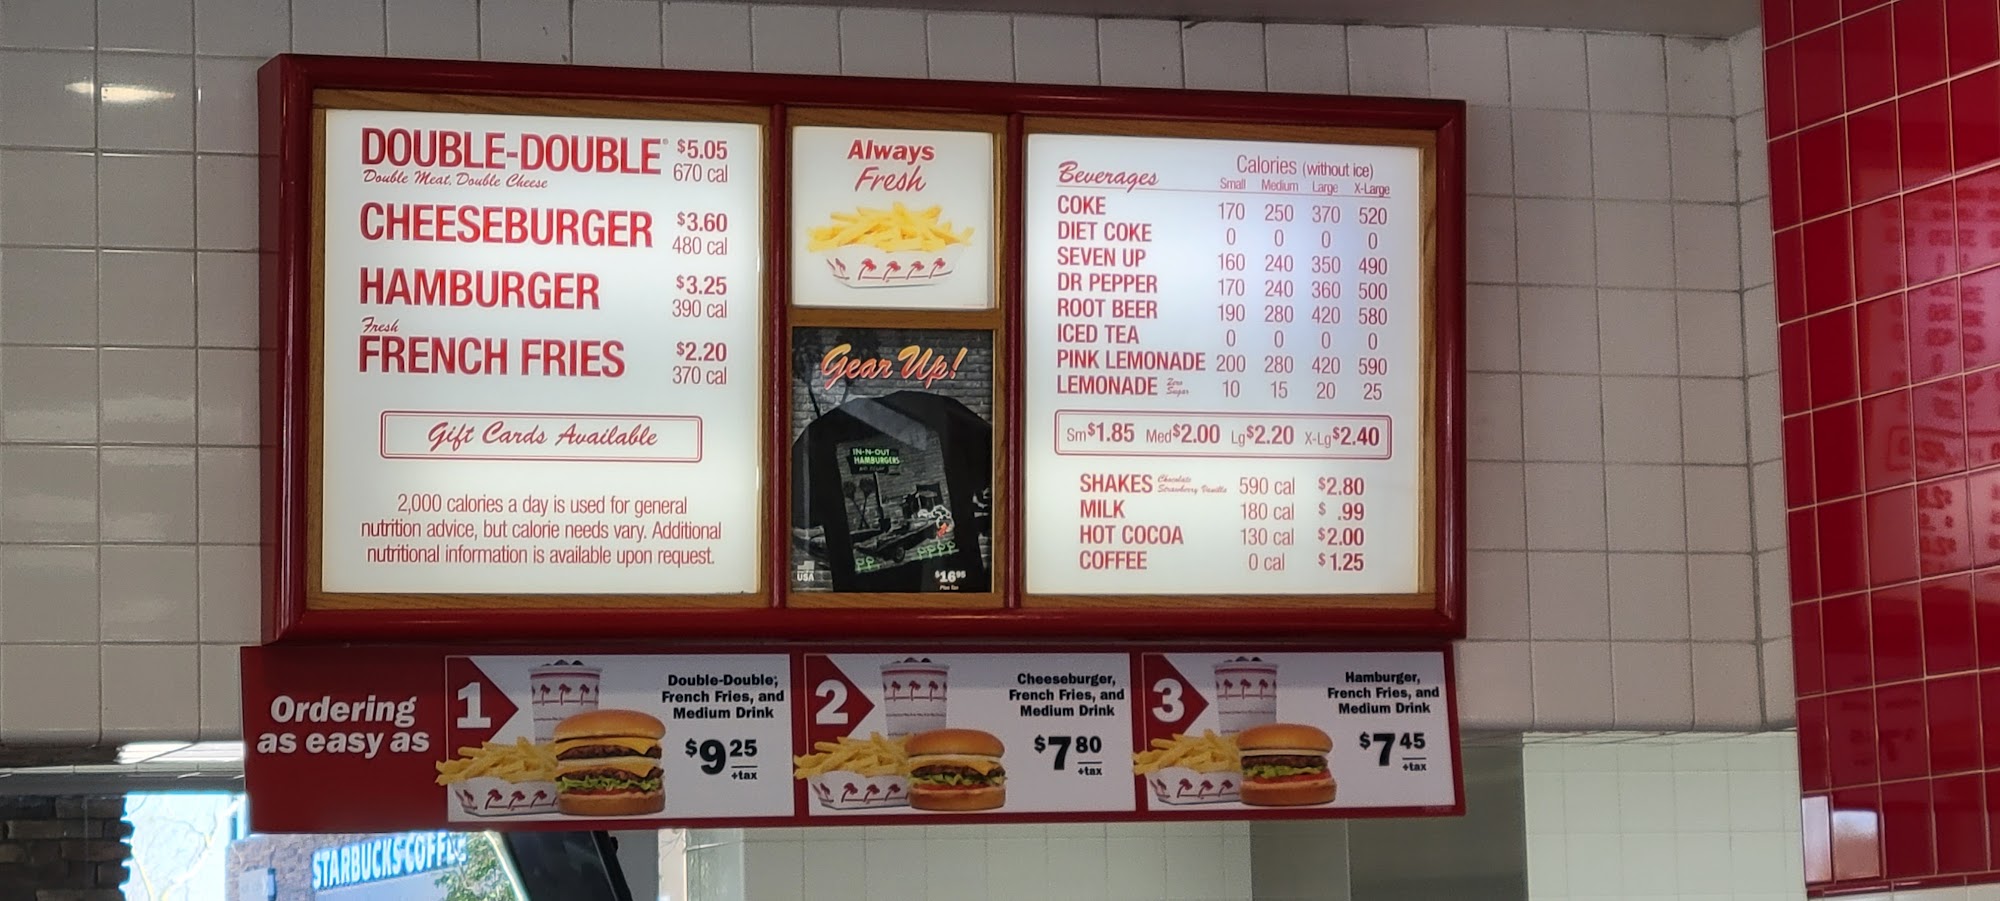 DOUBLE-DOUBLE® $5.05
Double Meat, Double Cheese 670 cal
CHEESEBURGER $3.60
480 cal
HAMBURGER $3.25
390 cal
Fresh
FRENCH FRIES $2.20
370 cal
Gift Cards Available
2,000 calories a day is used for general
nutrition advice, but calorie needs vary. Additional
nutritional information is available upon request.
Always
Fresh
Gear Up!
IN-N-OUT
HAMBURGERS
USA
$1695
Plus Tax
Beverages Calories (without ice)
Small Medium Large X-Large
COKE 170 250 370 520
DIET COKE 0 0 0 0
SEVEN UP 160 240 350 490
DR PEPPER 170 240 360 500
ROOT BEER 190 280 420 580
ICED TEA 0 0 0 0
PINK LEMONADE 200 280 420 590
LEMONADE Zero Sugar 10 15 20 25
Sm$1.85 Med$2.00 Lg$2.20 X-Lg$2.40
SHAKES Chocolate Strawberry Vanilla 590 cal $2.80
MILK 180 cal $ .99
HOT COCOA 130 cal $2.00
COFFEE 0 cal $1.25
Ordering
as easy as
1
Double-Double,
French Fries, and
Medium Drink
$925
+tax
2
Cheeseburger,
French Fries, and
Medium Drink
$780
+tax
3
Hamburger,
French Fries, and
Medium Drink
$745
+tax
STARBUCKS COFFEE